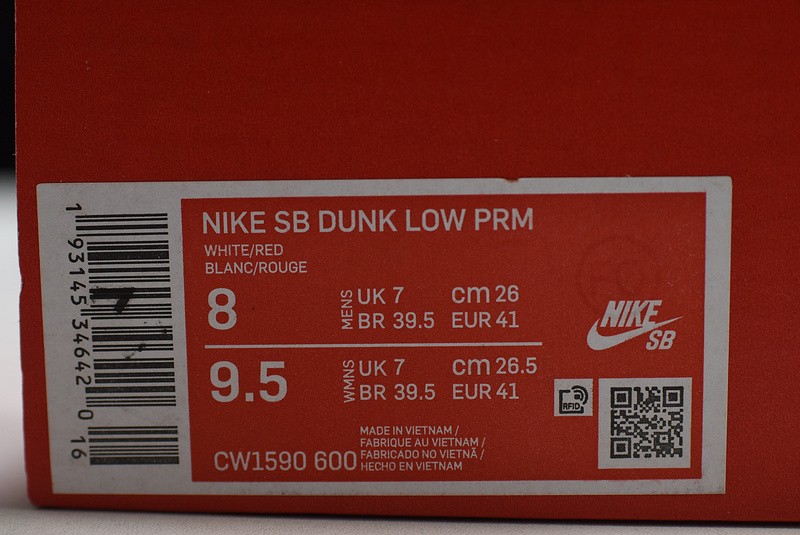 1 93145 34642 0 16
NIKE SB DUNK LOW PRM
WHITE/RED
BLANC/ROUGE
8 MENS UK 7 cm 26
BR 39.5 EUR 41
9.5 WMNS UK 7 cm 26.5
BR 39.5 EUR 41
CW1590 600
MADE IN VIETNAM /
FABRIQUE AU VIETNAM /
FABRICADO NO VIETNÃ /
HECHO EN VIETNAM
RFID
NIKE
SB